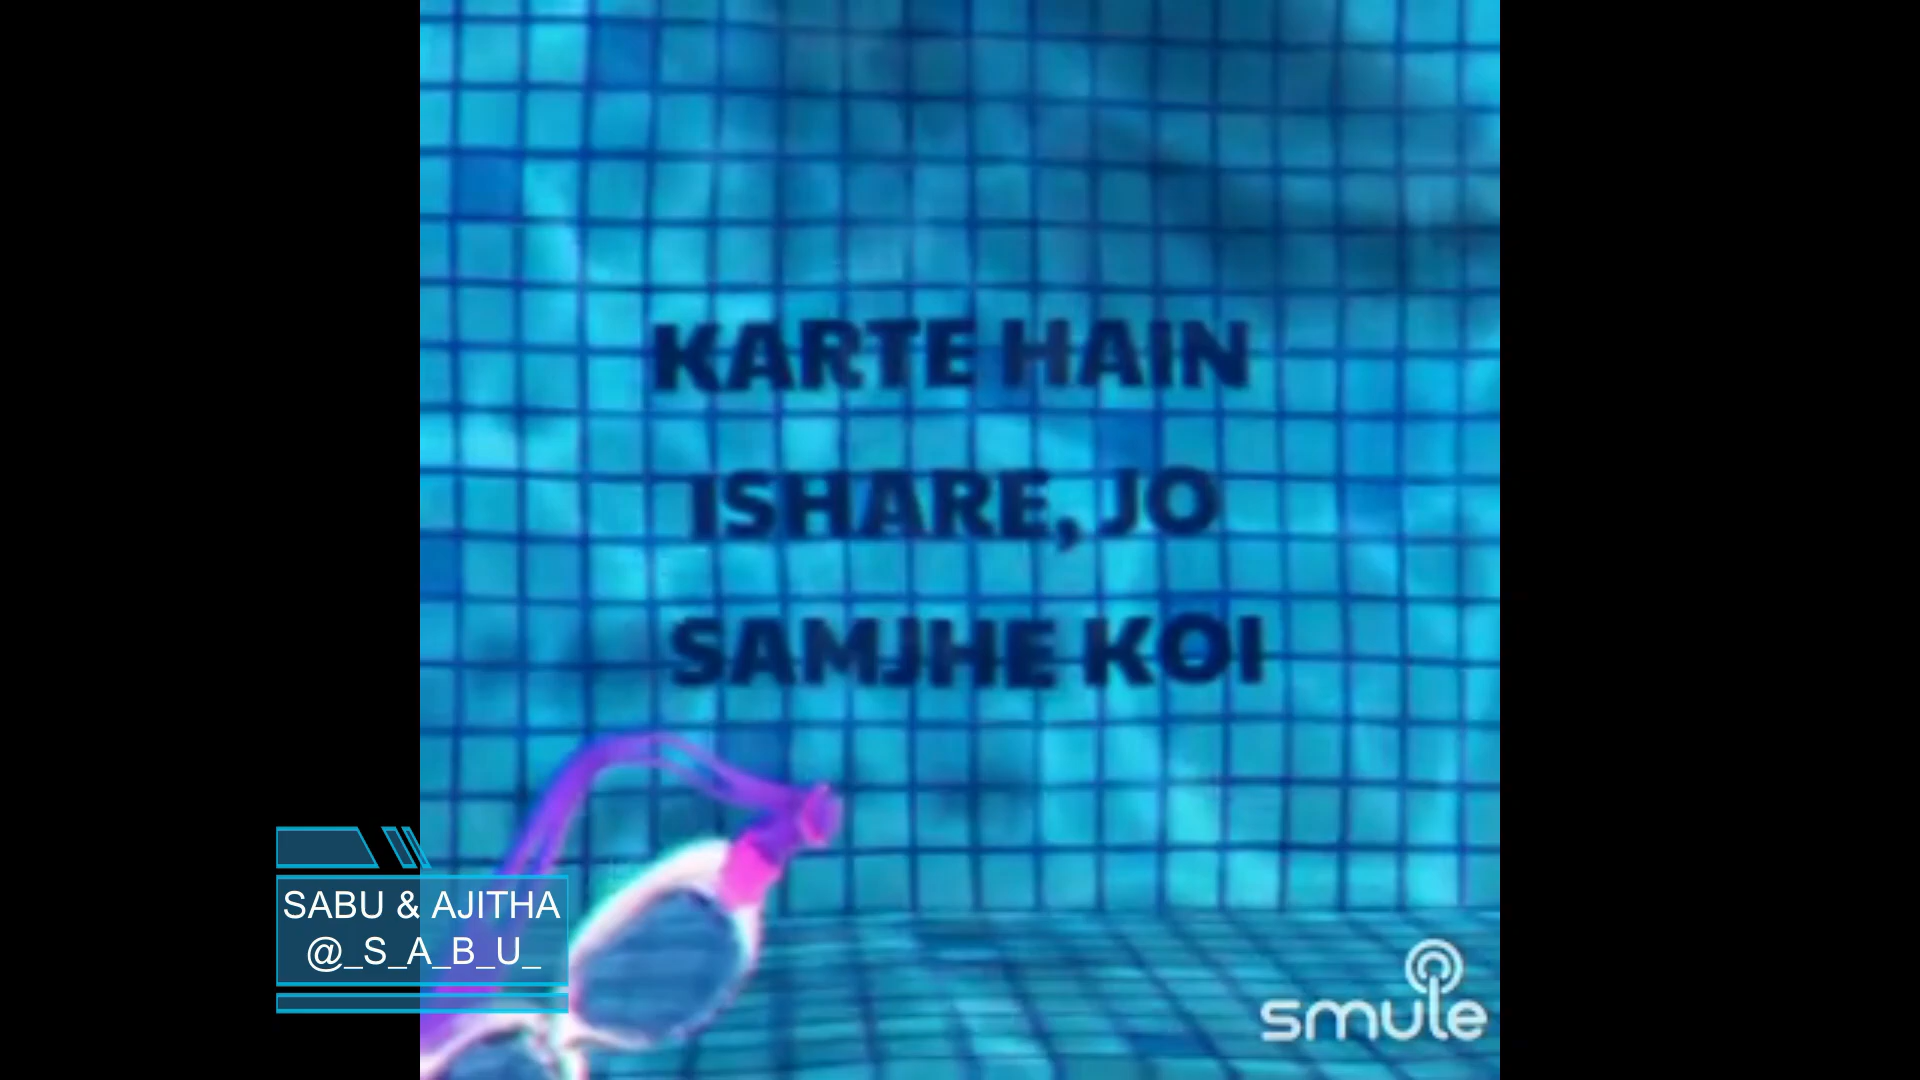 KARTE HAIN
ISHARE, JO
SAMJHE KOI
SABU & AJITHA
@_S_A_B_U_
smule